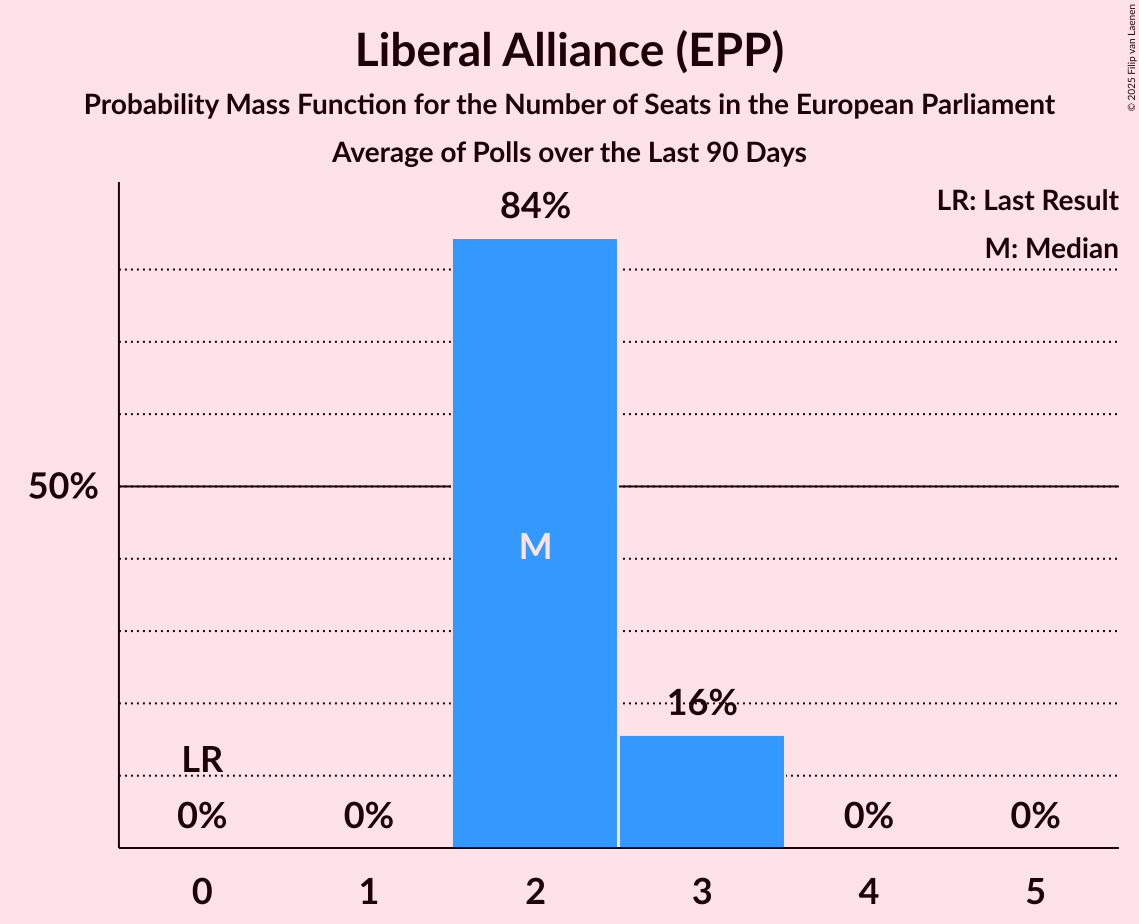 Liberal Alliance (EPP)
Probability Mass Function for the Number of Seats in the European Parliament
Average of Polls over the Last 90 Days
© 2025 Filip van Laenen
LR: Last Result
M: Median
84%
50%
M
16%
LR
0%
0%
0%
0%
0
1
2
3
4
5